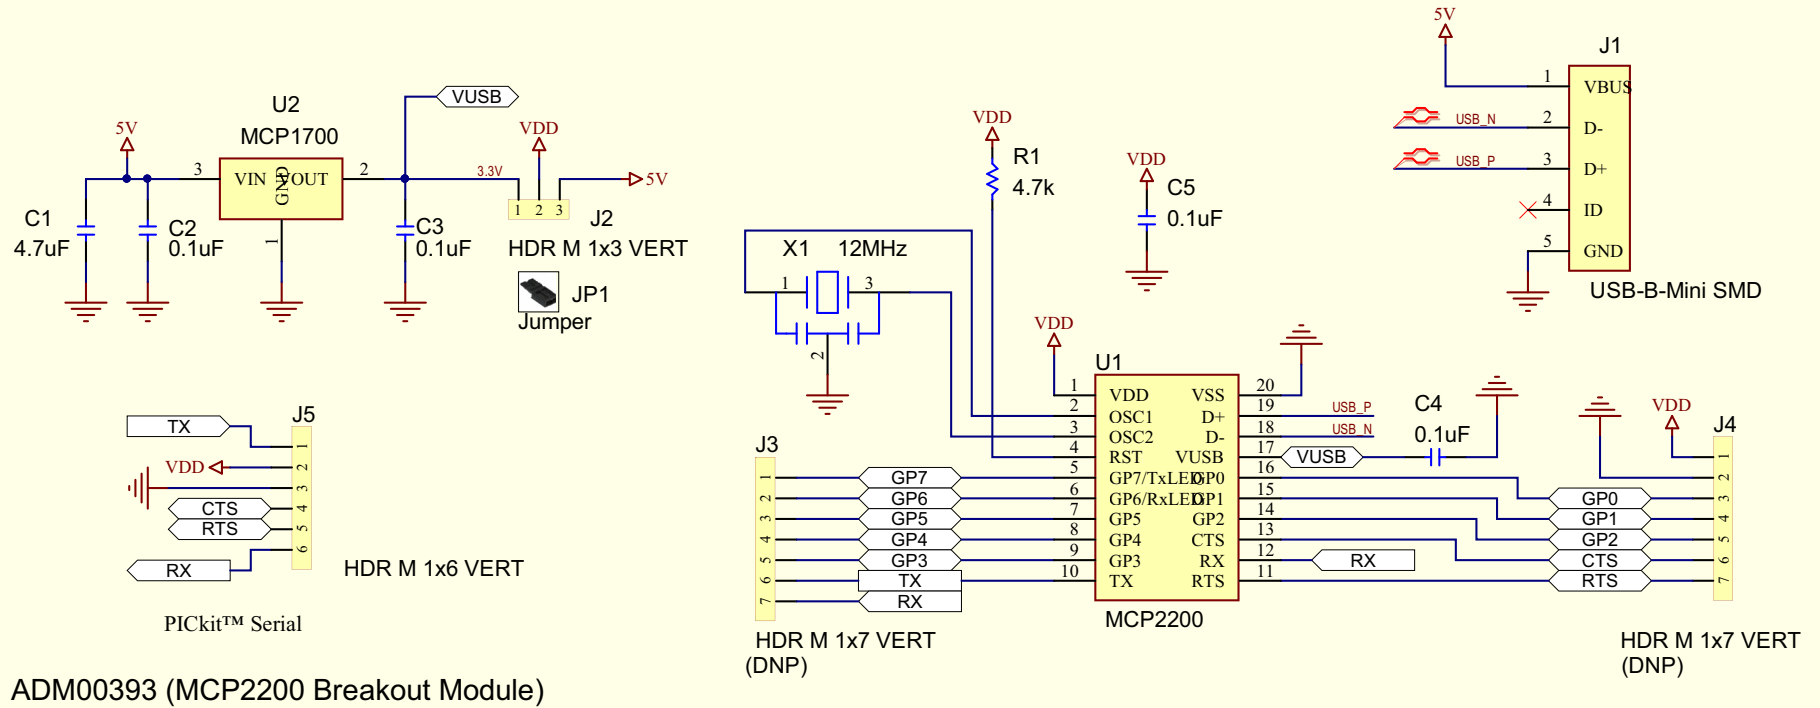 5V
U2
MCP1700
3
VIN
GND
VOUT
2
1
C1
4.7uF
C2
0.1uF
C3
0.1uF
VUSB
3.3V
VDD
5V
1 2 3
J2
HDR M 1x3 VERT
JP1
Jumper
VDD
R1
4.7k
VDD
C5
0.1uF
5V
J1
1 VBUS
USB_N 2 D-
USB_P 3 D+
4 ID
5 GND
USB-B-Mini SMD
X1 12MHz
1 3
2
VDD
U1
1 VDD VSS 20
2 OSC1 D+ 19 USB_P
3 OSC2 D- 18 USB_N
4 RST VUSB 17 VUSB
5 GP7/TxLED GP0 16
6 GP6/RxLED GP1 15
7 GP5 GP2 14
8 GP4 CTS 13
9 GP3 RX 12 RX
10 TX RTS 11
MCP2200
C4
0.1uF
J3
1 GP7
2 GP6
3 GP5
4 GP4
5 GP3
6 TX
7 RX
HDR M 1x7 VERT
(DNP)
VDD
J4
1
2
GP0 3
GP1 4
GP2 5
CTS 6
RTS 7
HDR M 1x7 VERT
(DNP)
J5
TX 1
VDD 2
3
CTS 4
RTS 5
RX 6
HDR M 1x6 VERT
PICkit™ Serial
ADM00393 (MCP2200 Breakout Module)